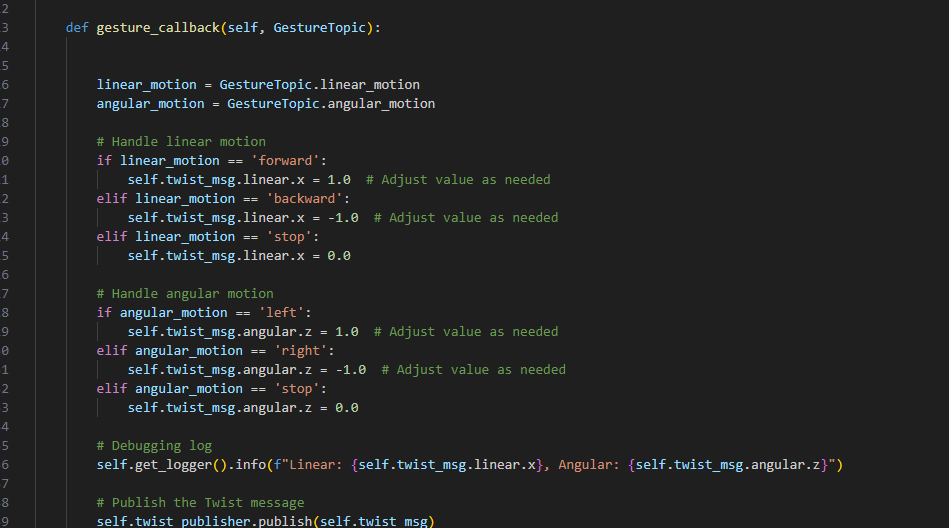 2
3    def gesture_callback(self, GestureTopic):
4
5
6        linear_motion = GestureTopic.linear_motion
7        angular_motion = GestureTopic.angular_motion
8
9        # Handle linear motion
0        if linear_motion == 'forward':
1            self.twist_msg.linear.x = 1.0  # Adjust value as needed
2        elif linear_motion == 'backward':
3            self.twist_msg.linear.x = -1.0  # Adjust value as needed
4        elif linear_motion == 'stop':
5            self.twist_msg.linear.x = 0.0
6
7        # Handle angular motion
8        if angular_motion == 'left':
9            self.twist_msg.angular.z = 1.0  # Adjust value as needed
0        elif angular_motion == 'right':
1            self.twist_msg.angular.z = -1.0  # Adjust value as needed
2        elif angular_motion == 'stop':
3            self.twist_msg.angular.z = 0.0
4
5        # Debugging log
6        self.get_logger().info(f"Linear: {self.twist_msg.linear.x}, Angular: {self.twist_msg.angular.z}")
7
8        # Publish the Twist message
9        self.twist_publisher.publish(self.twist_msg)